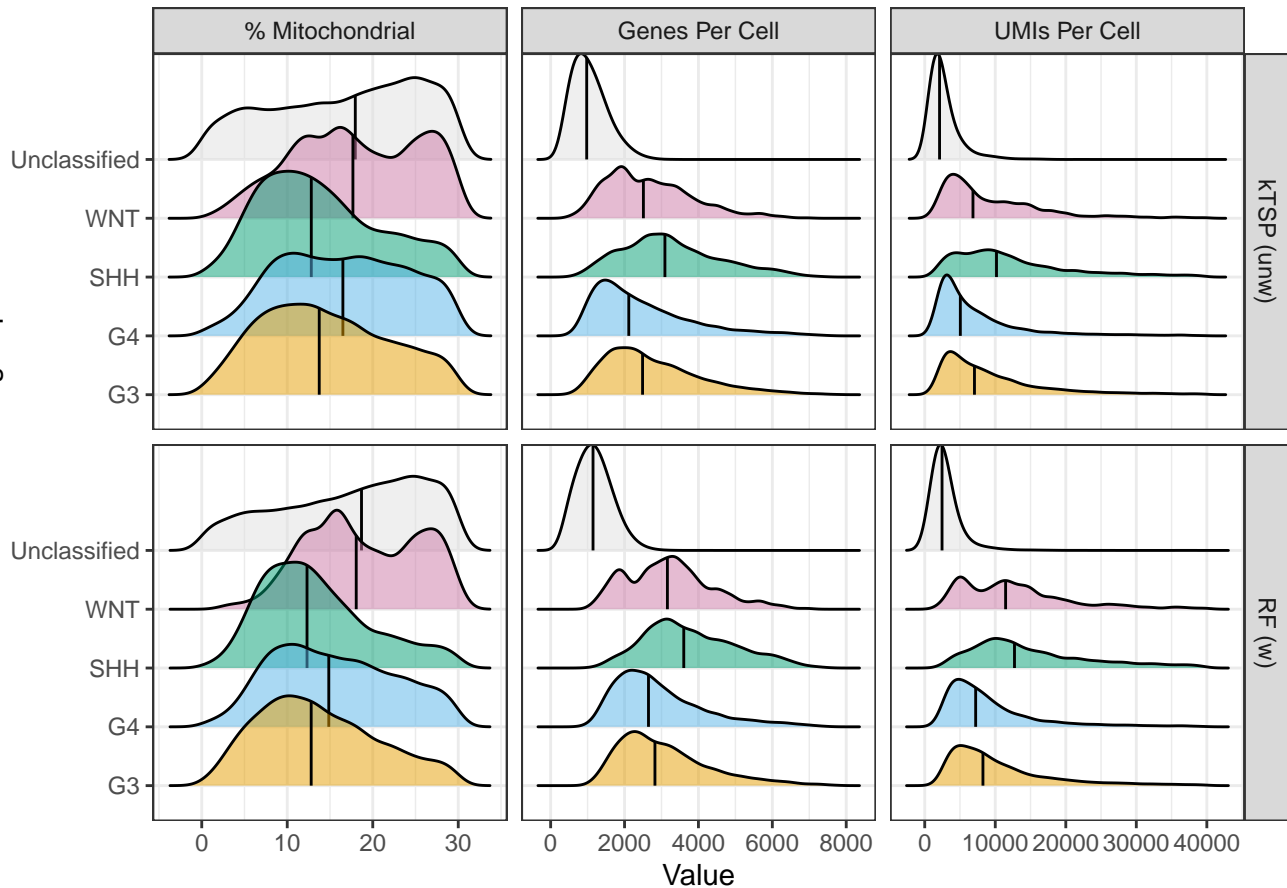 % Mitochondrial
Genes Per Cell
UMIs Per Cell
Unclassified
WNT
SHH
G4
G3
kTSP (unw)
Unclassified
WNT
SHH
G4
G3
RF (w)
0 10 20 30
0 2000 4000 6000 8000
0 10000 20000 30000 40000
Value